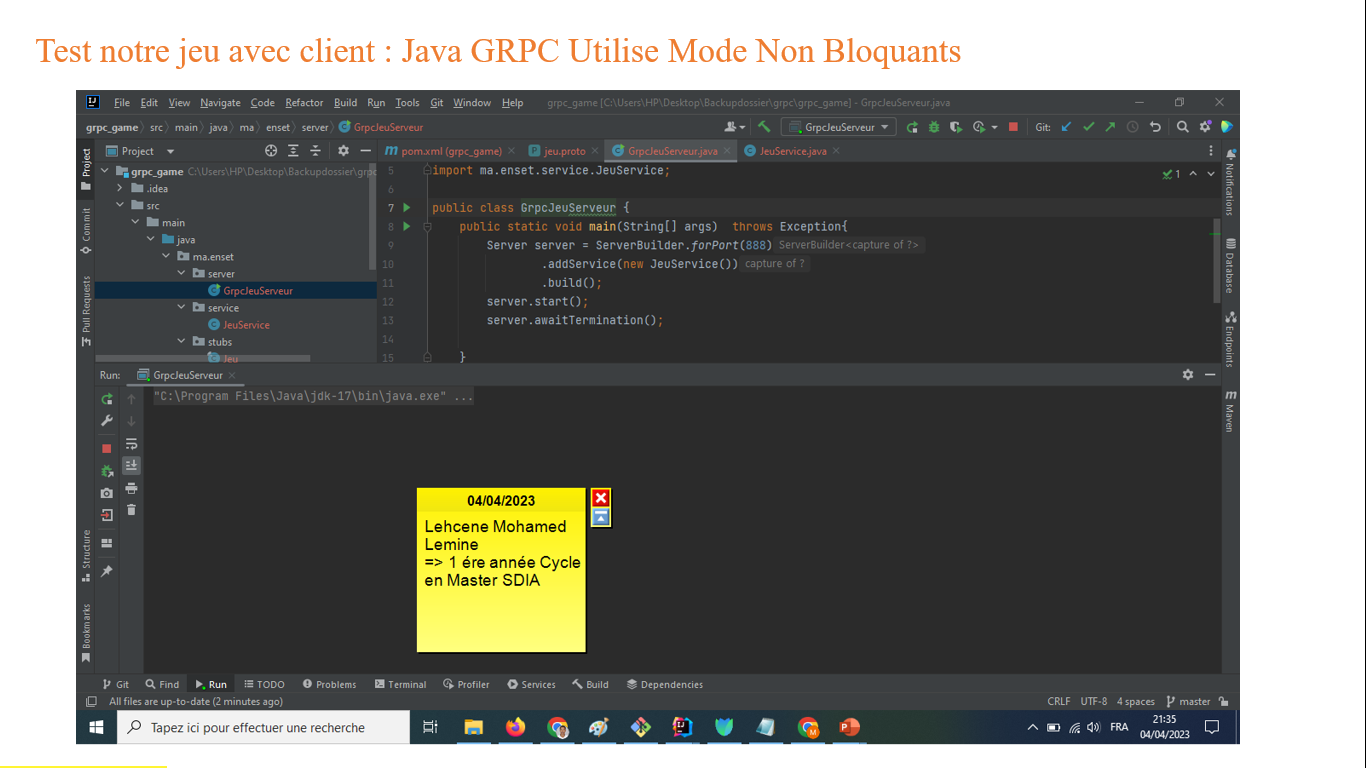 Test notre jeu avec client : Java GRPC Utilise Mode Non Bloquants
File Edit View Navigate Code Refactor Build Run Tools Git Window Help grpc_game [C:\Users\HP\Desktop\Backupdossier\grpc\grpc_game] - GrpcJeuServeur.java
grpc_game src main java ma enset server GrpcJeuServeur
GrpcJeuServeur Git:
Project
pom.xml (grpc_game) jeu.proto GrpcJeuServeur.java JeuService.java
grpc_game C:\Users\HP\Desktop\Backupdossier\grpc
.idea
src
main
java
ma.enset
server
GrpcJeuServeur
service
JeuService
stubs
Jeu
5 import ma.enset.service.JeuService;
1
6
7 public class GrpcJeuServeur {
8 public static void main(String[] args) throws Exception{
9 Server server = ServerBuilder.forPort(888) ServerBuilder<capture of ?>
10 .addService(new JeuService()) capture of ?
11 .build();
12 server.start();
13 server.awaitTermination();
14
15 }
Project
Commit
Pull Requests
Structure
Bookmarks
Notifications
Database
Endpoints
Maven
Run: GrpcJeuServeur
"C:\Program Files\Java\jdk-17\bin\java.exe" ...
04/04/2023
Lehcene Mohamed
Lemine
=> 1 ére année Cycle
en Master SDIA
Git Find Run TODO Problems Terminal Profiler Services Build Dependencies
All files are up-to-date (2 minutes ago) CRLF UTF-8 4 spaces master
Tapez ici pour effectuer une recherche
FRA
21:35
04/04/2023